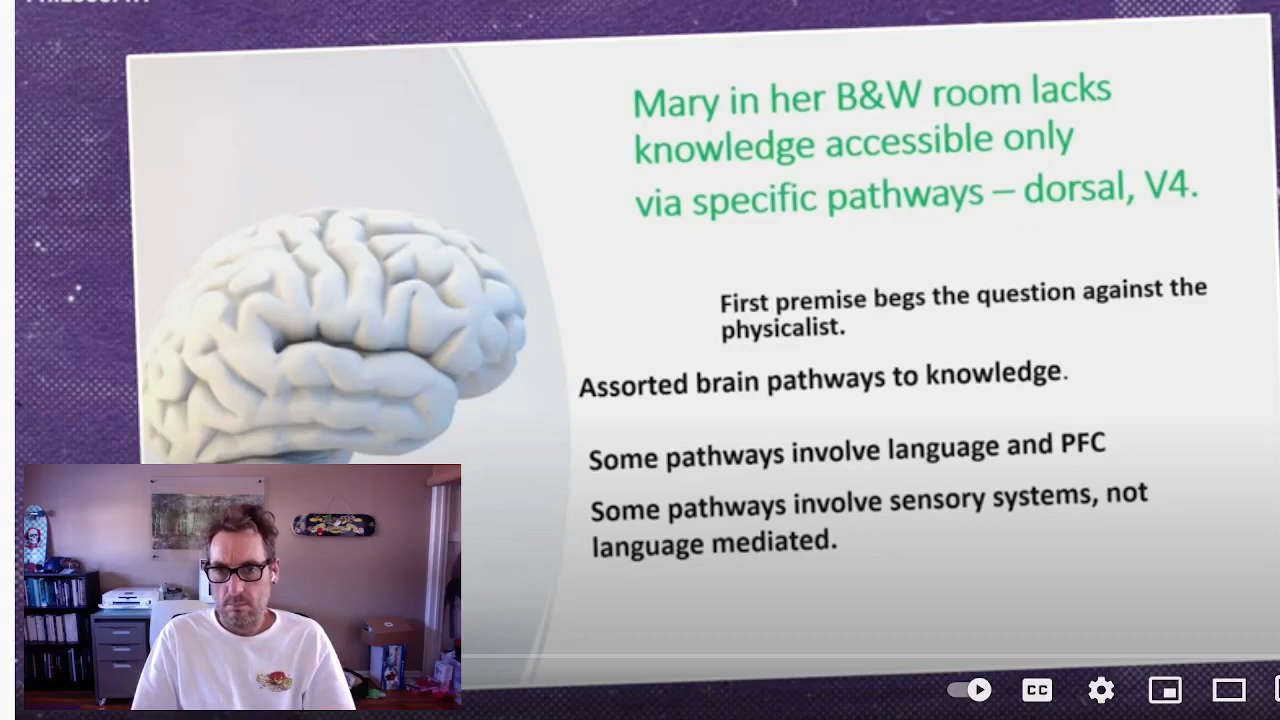 Mary in her B&W room lacks
knowledge accessible only
via specific pathways – dorsal, V4.
First premise begs the question against the
physicalist.
Assorted brain pathways to knowledge.
Some pathways involve language and PFC
Some pathways involve sensory systems, not
language mediated.
CC